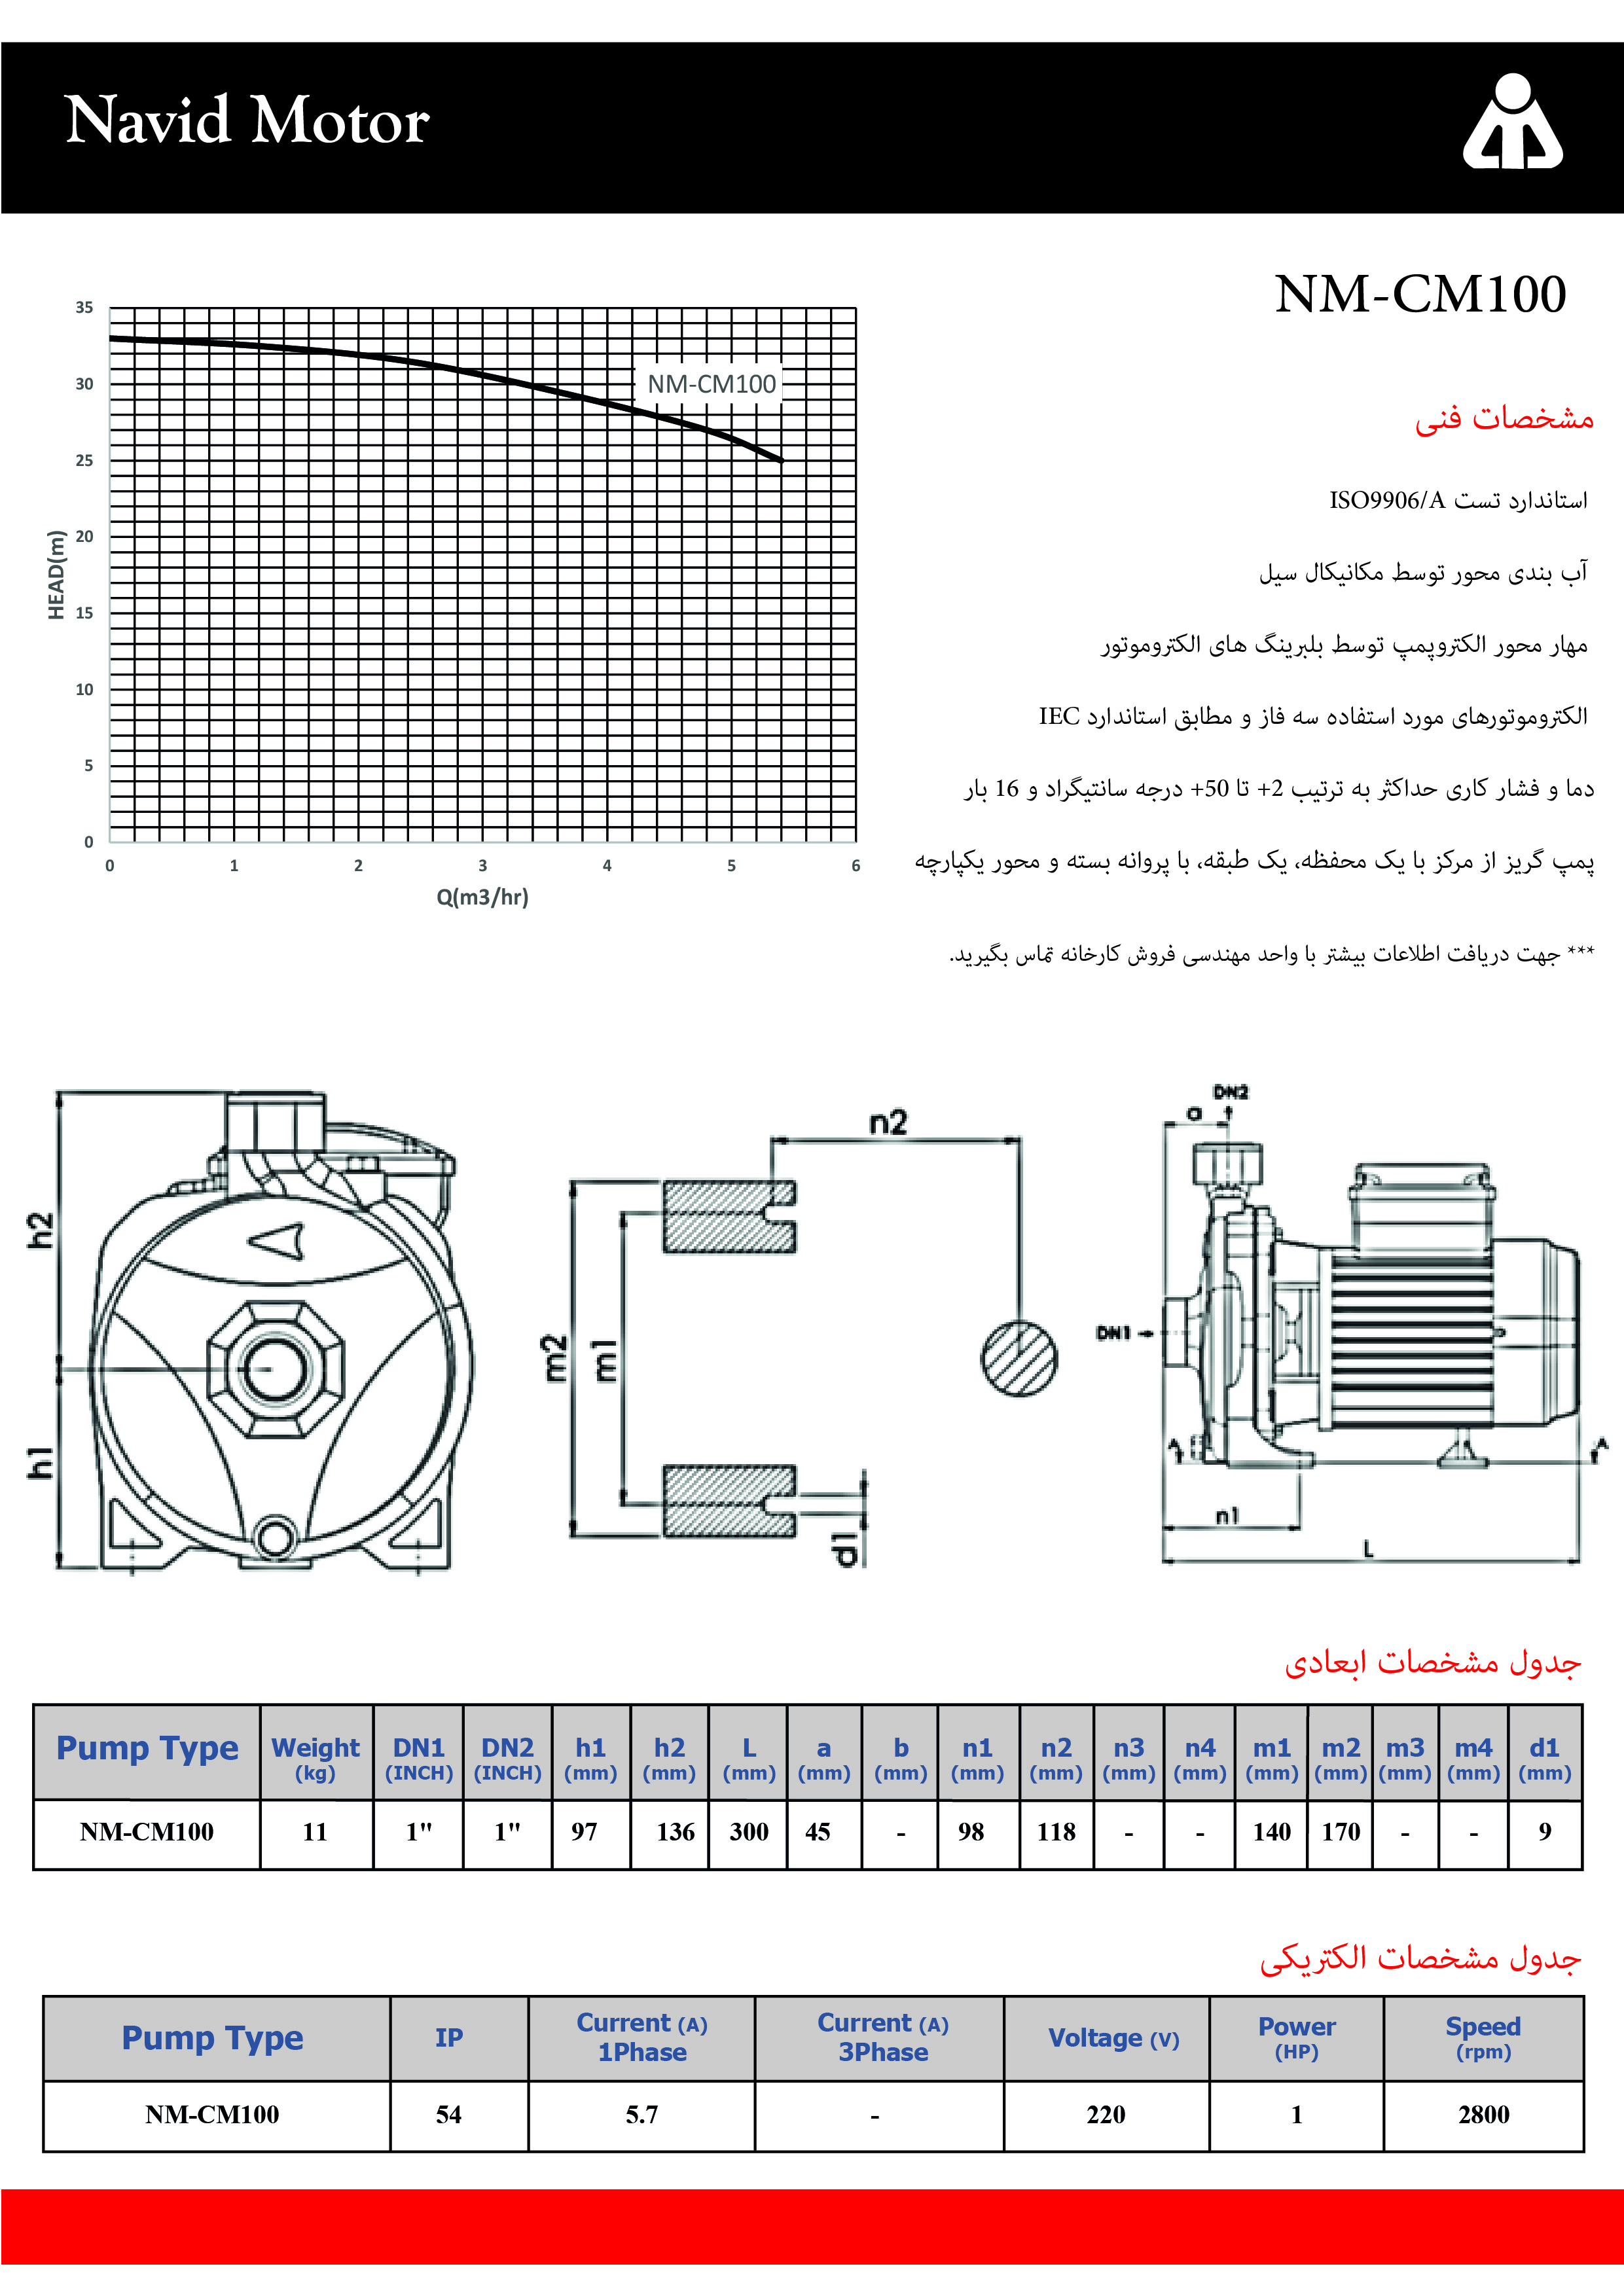 Navid Motor
NM-CM100
مشخصات فنی
استاندارد تست ISO9906/A
آب بندی محور توسط مکانیکال سیل
مهار محور الکتروپمپ توسط بلبرینگ های الکتروموتور
الکتروموتورهای مورد استفاده سه فاز و مطابق استاندارد IEC
دما و فشار کاری حداکثر به ترتیب 2+ تا 50+ درجه سانتیگراد و 16 بار
پمپ گریز از مرکز با یک محفظه، یک طبقه، با پروانه بسته و محور یکپارچه
*** جهت دریافت اطلاعات بیشتر با واحد مهندسی فروش کارخانه تماس بگیرید.
35
30
25
20
15
10
5
0
HEAD(m)
NM-CM100
0 1 2 3 4 5 6
Q(m3/hr)
h2
h1
n2
m2
m1
d1
DN2
a
DN1
A
A
n1
L
جدول مشخصات ابعادی
Pump Type Weight DN1 DN2 h1 h2 L a b n1 n2 n3 n4 m1 m2 m3 m4 d1
(kg) (INCH) (INCH) (mm) (mm) (mm) (mm) (mm) (mm) (mm) (mm) (mm) (mm) (mm) (mm) (mm) (mm)
NM-CM100 11 1" 1" 97 136 300 45 - 98 118 - - 140 170 - - 9
جدول مشخصات الکتریکی
Pump Type IP Current (A) 1Phase Current (A) 3Phase Voltage (V) Power (HP) Speed (rpm)
NM-CM100 54 5.7 - 220 1 2800